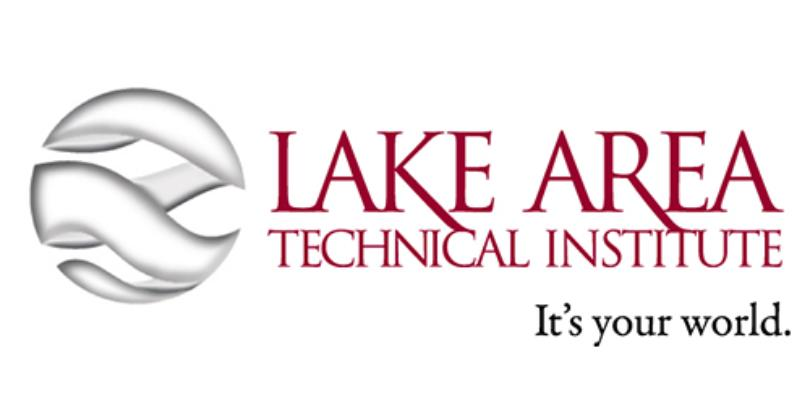 LAKE AREA
TECHNICAL INSTITUTE
It's your world.